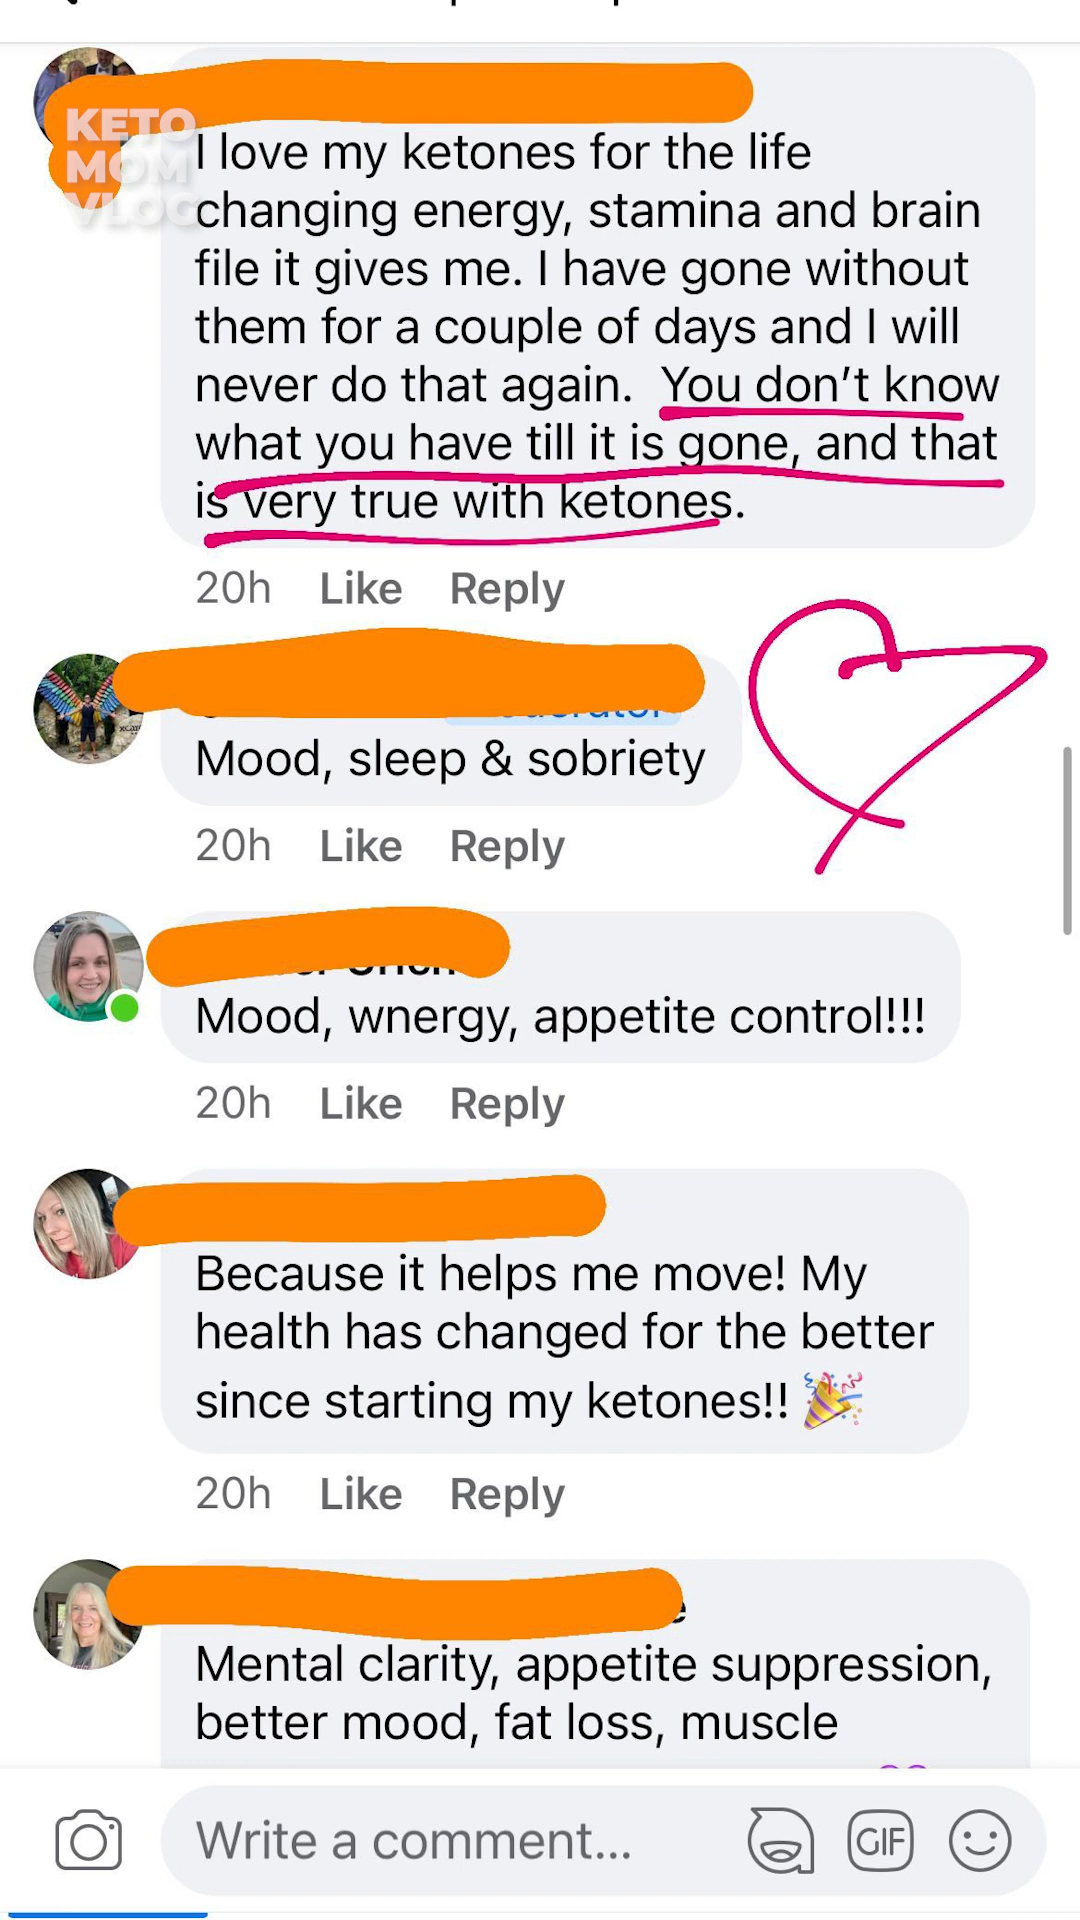 KETO
MOM
VLOG
I love my ketones for the life
changing energy, stamina and brain
file it gives me. I have gone without
them for a couple of days and I will
never do that again. You don't know
what you have till it is gone, and that
is very true with ketones.
20h Like Reply
Mood, sleep & sobriety
20h Like Reply
Mood, wnergy, appetite control!!!
20h Like Reply
Because it helps me move! My
health has changed for the better
since starting my ketones!! 🎉
20h Like Reply
Mental clarity, appetite suppression,
better mood, fat loss, muscle
Write a comment...
GIF